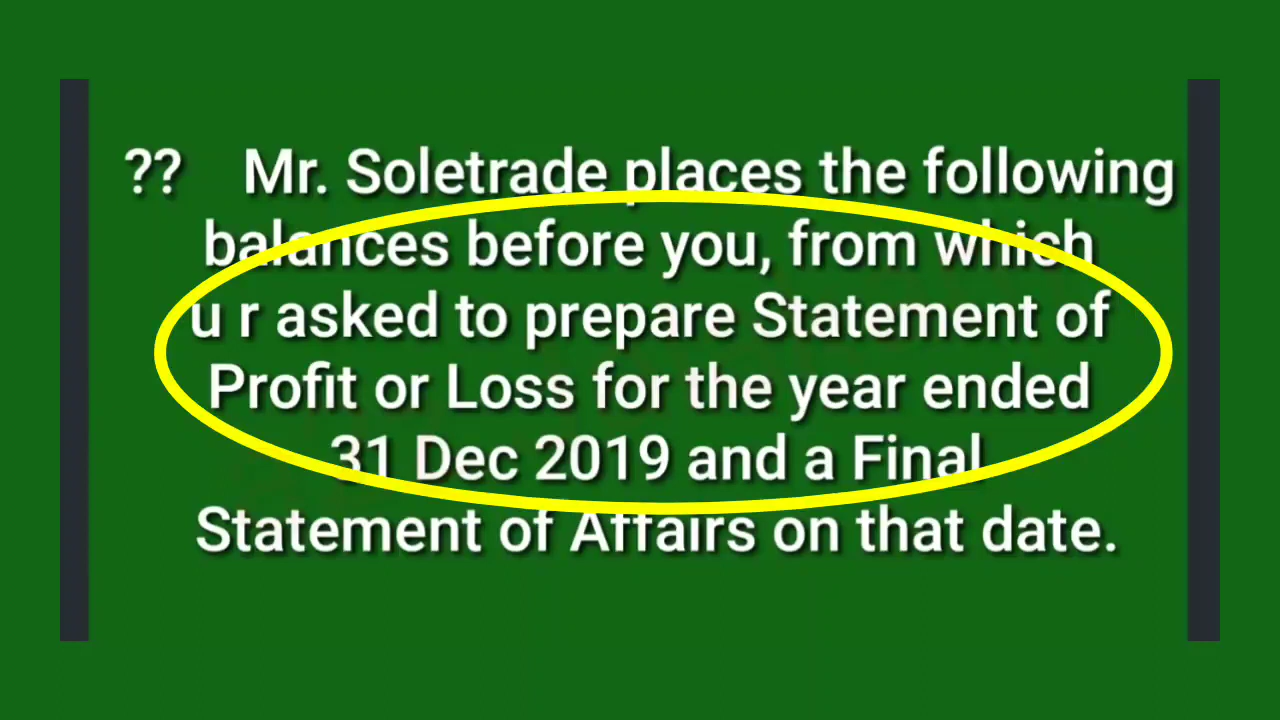 ?? Mr. Soletrade places the following
balances before you, from which
u r asked to prepare Statement of
Profit or Loss for the year ended
31 Dec 2019 and a Final
Statement of Affairs on that date.